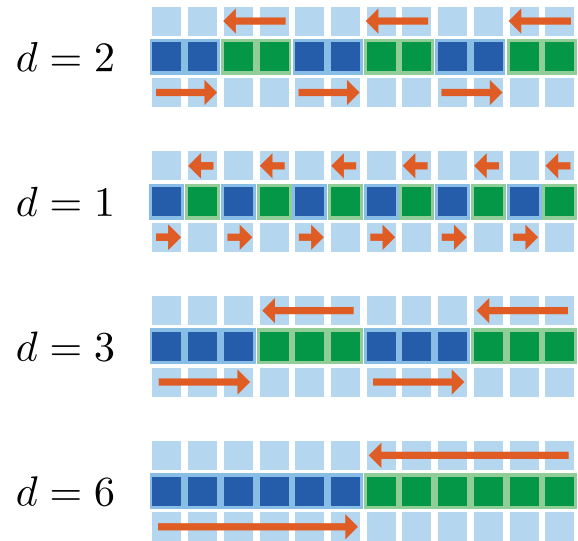 d = 2
d = 1
d = 3
d = 6